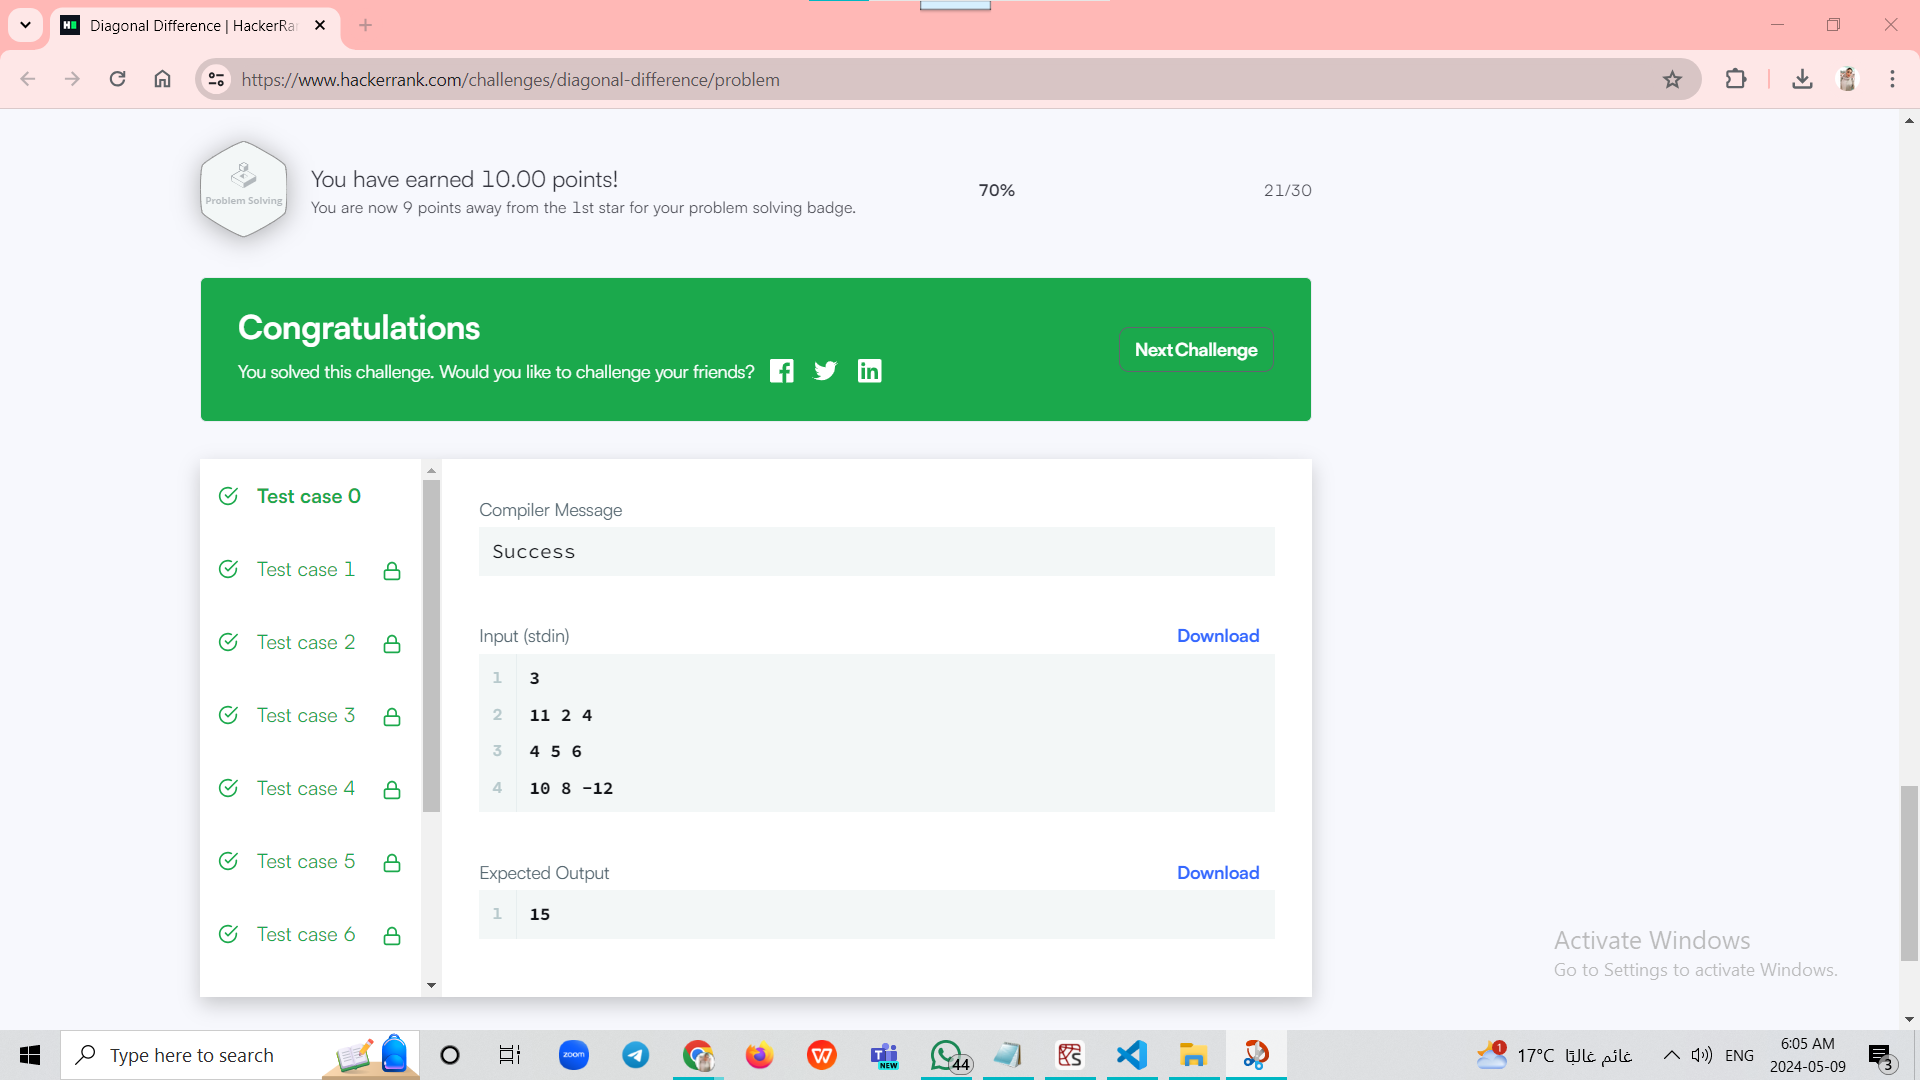 Diagonal Difference | HackerRan
https://www.hackerrank.com/challenges/diagonal-difference/problem
Problem Solving
You have earned 10.00 points!
You are now 9 points away from the 1st star for your problem solving badge.
70%
21/30
Congratulations
You solved this challenge. Would you like to challenge your friends?
Next Challenge
Test case 0
Test case 1
Test case 2
Test case 3
Test case 4
Test case 5
Test case 6
Compiler Message
Success
Input (stdin)
Download
1 3
2 11 2 4
3 4 5 6
4 10 8 -12
Expected Output
Download
1 15
Activate Windows
Go to Settings to activate Windows.
Type here to search
zoom
NEW
44
1
17°C غائم غالبًا
ENG
6:05 AM
2024-05-09
3